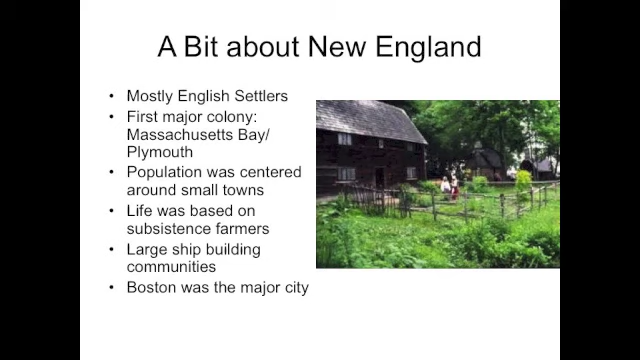 A Bit about New England
• Mostly English Settlers
• First major colony:
Massachusetts Bay/
Plymouth
• Population was centered
around small towns
• Life was based on
subsistence farmers
• Large ship building
communities
• Boston was the major city